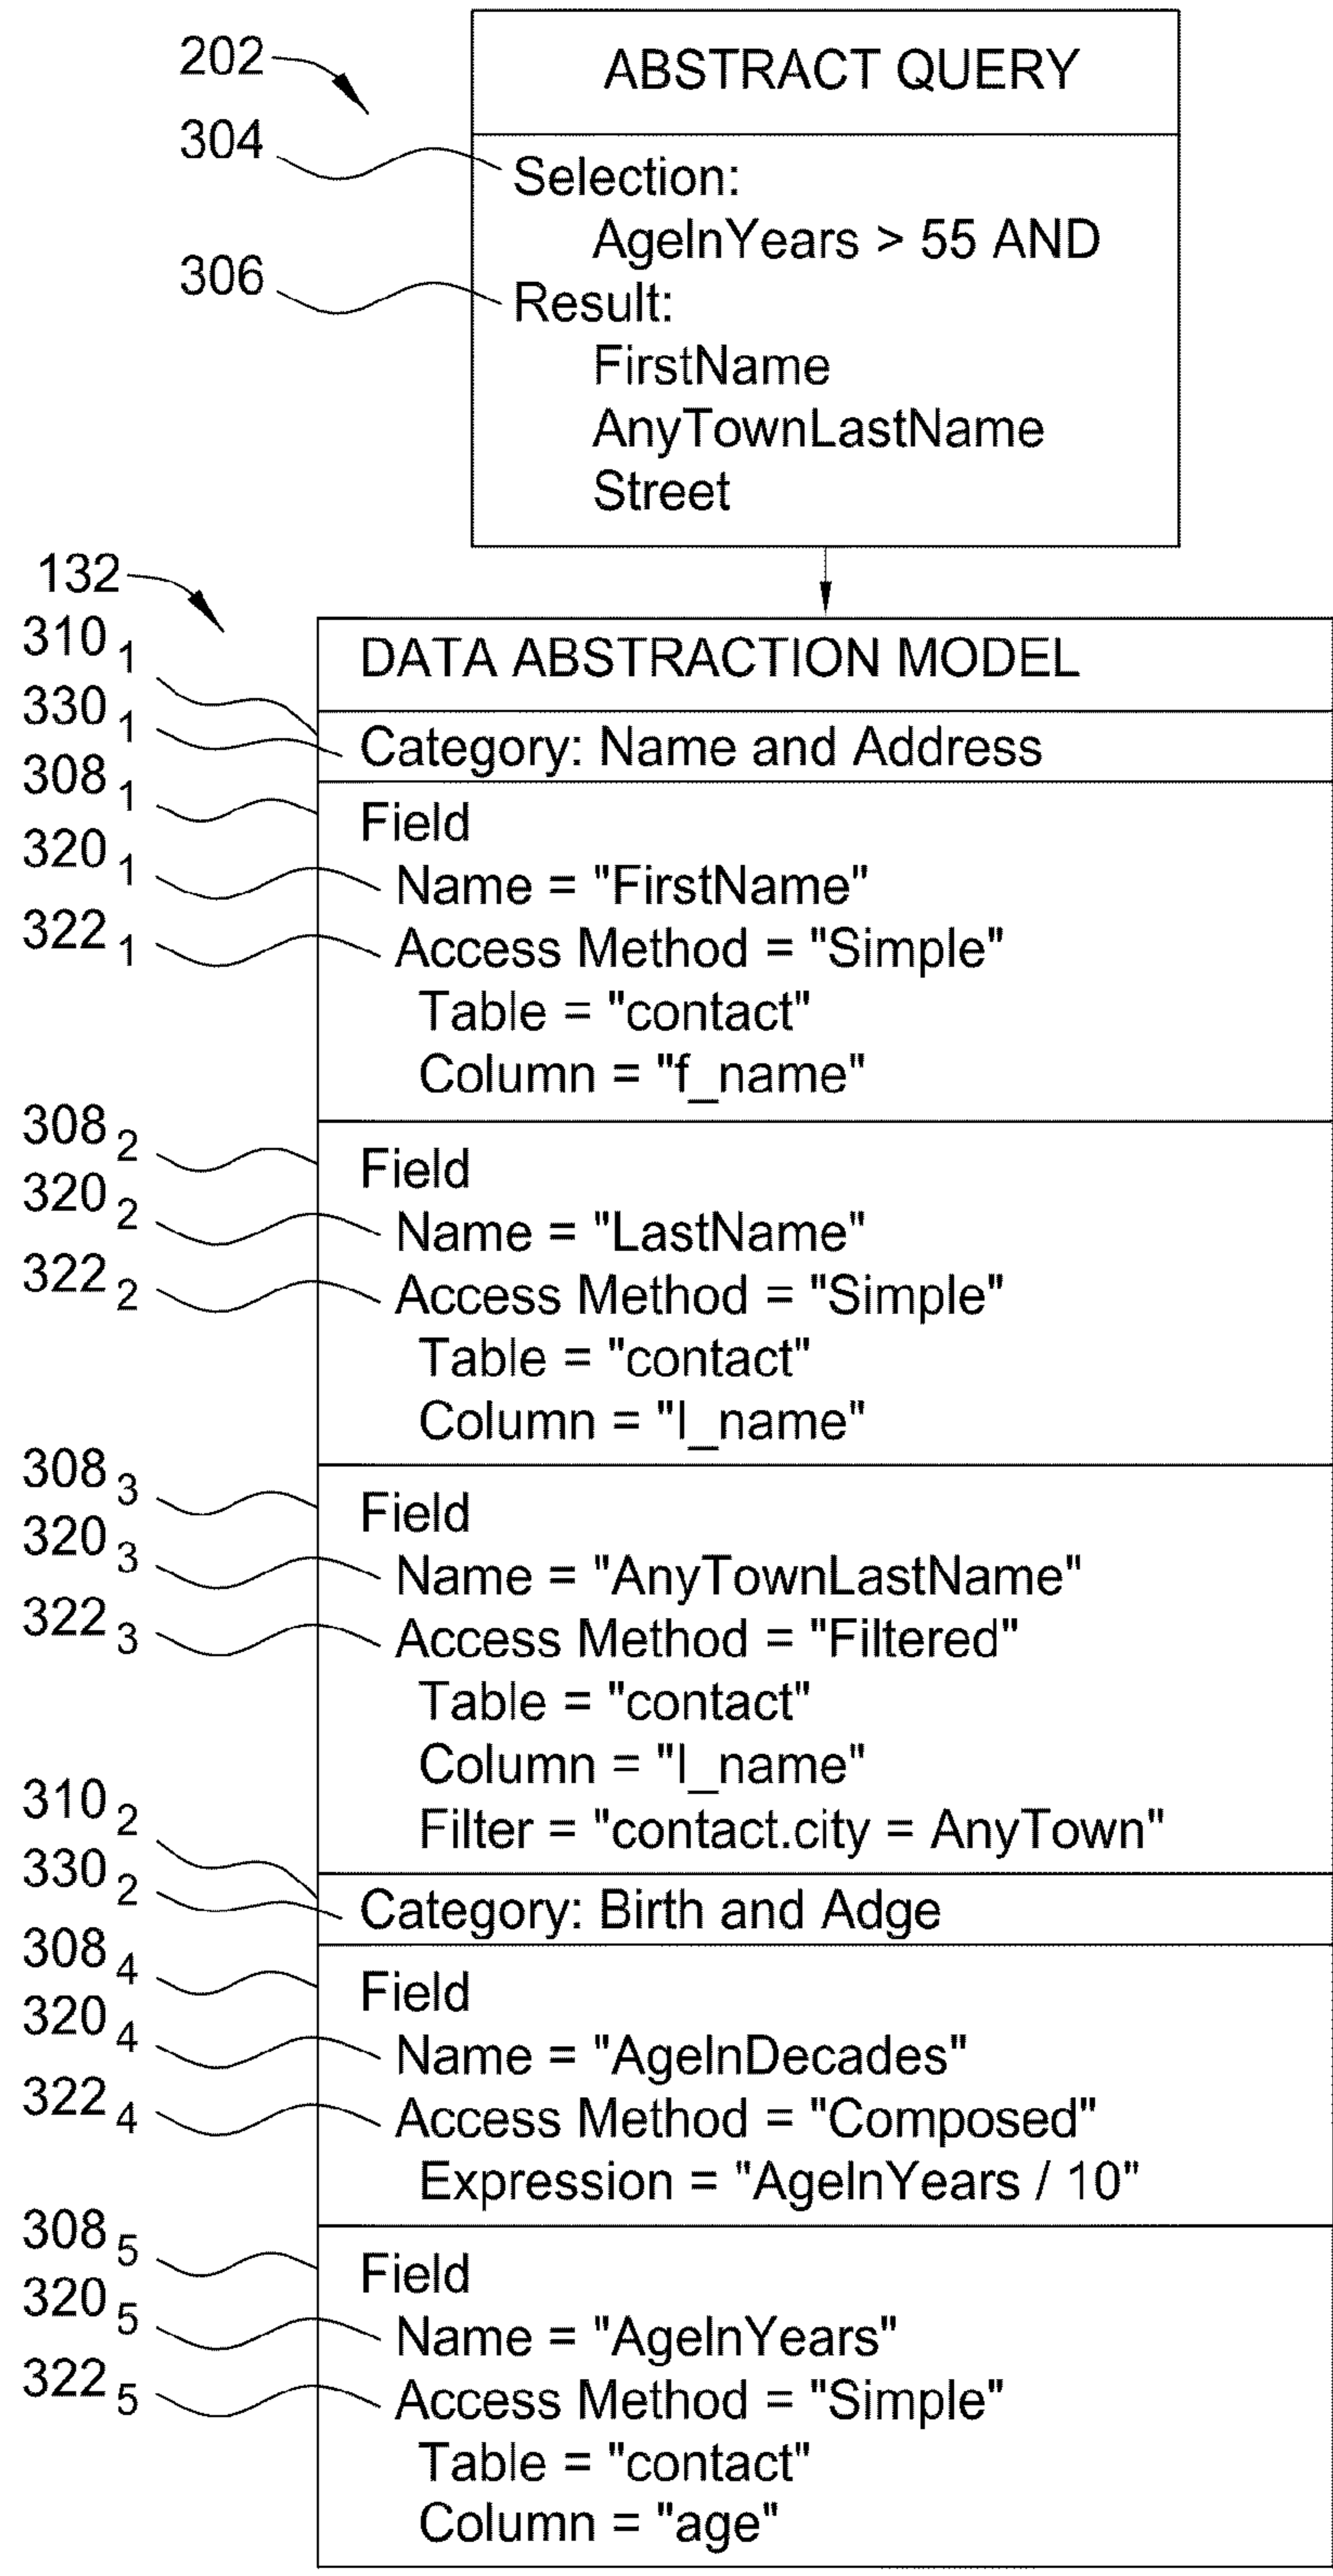 202
ABSTRACT QUERY
304
Selection:
AgeInYears > 55 AND
306
Result:
FirstName
AnyTownLastName
Street
132
310 1
DATA ABSTRACTION MODEL
330 1
Category: Name and Address
308 1
Field
320 1
Name = "FirstName"
322 1
Access Method = "Simple"
Table = "contact"
Column = "f_name"
308 2
Field
320 2
Name = "LastName"
322 2
Access Method = "Simple"
Table = "contact"
Column = "l_name"
308 3
Field
320 3
Name = "AnyTownLastName"
322 3
Access Method = "Filtered"
Table = "contact"
Column = "l_name"
310 2
Filter = "contact.city = AnyTown"
330 2
Category: Birth and Adge
308 4
Field
320 4
Name = "AgeInDecades"
322 4
Access Method = "Composed"
Expression = "AgeInYears / 10"
308 5
Field
320 5
Name = "AgeInYears"
322 5
Access Method = "Simple"
Table = "contact"
Column = "age"